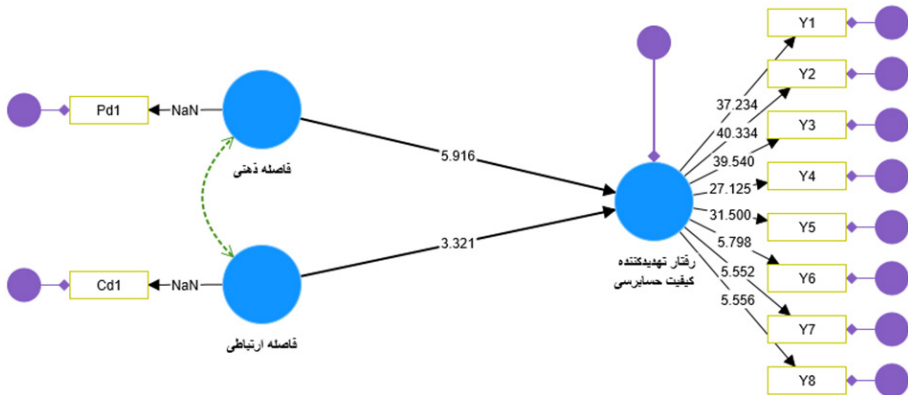 Pd1
NaN
فاصله ذهنی
Cd1
NaN
فاصله ارتباطی
5.916
3.321
رفتار تهدیدکننده
کیفیت حسابرسی
37.234
40.334
39.540
27.125
31.500
5.798
5.552
5.556
Y1
Y2
Y3
Y4
Y5
Y6
Y7
Y8